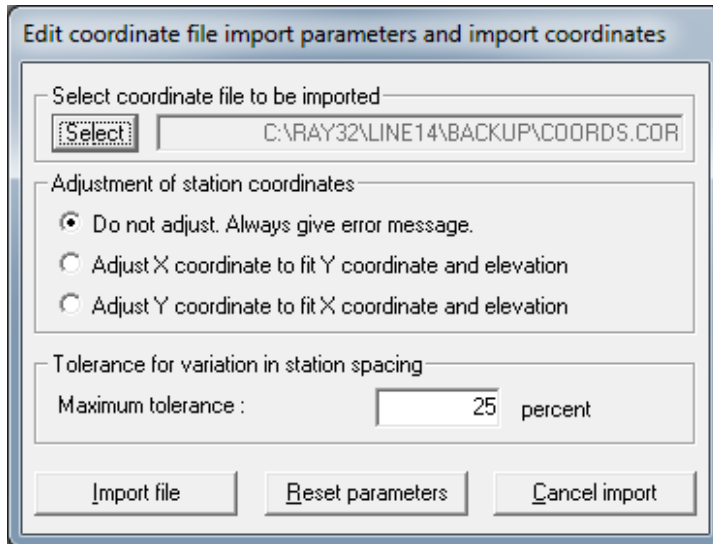 Edit coordinate file import parameters and import coordinates
Select coordinate file to be imported
Select C:\RAY32\LINE14\BACKUP\COORDS.COR
Adjustment of station coordinates
Do not adjust. Always give error message.
Adjust X coordinate to fit Y coordinate and elevation
Adjust Y coordinate to fit X coordinate and elevation
Tolerance for variation in station spacing
Maximum tolerance : 25 percent
Import file Reset parameters Cancel import